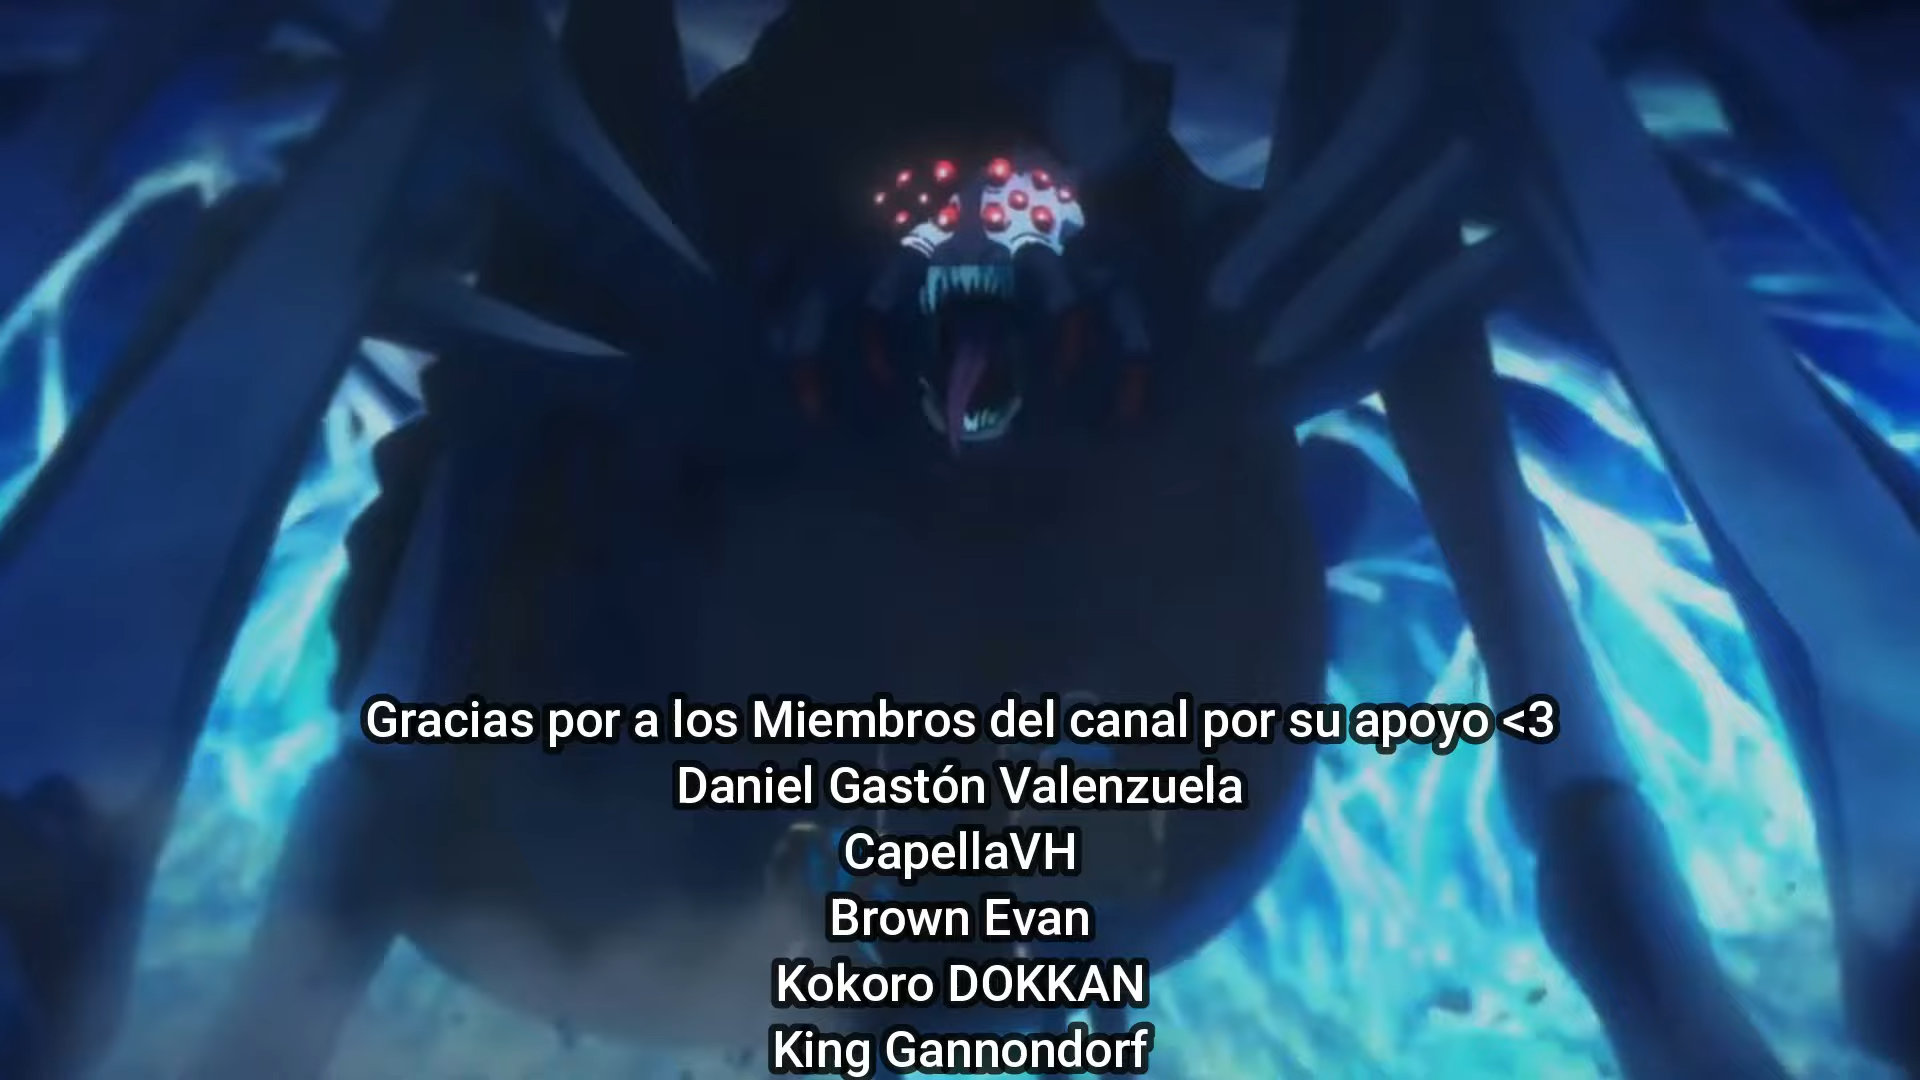 Gracias por a los Miembros del canal por su apoyo <3
Daniel Gastón Valenzuela
CapellaVH
Brown Evan
Kokoro DOKKAN
King Gannondorf